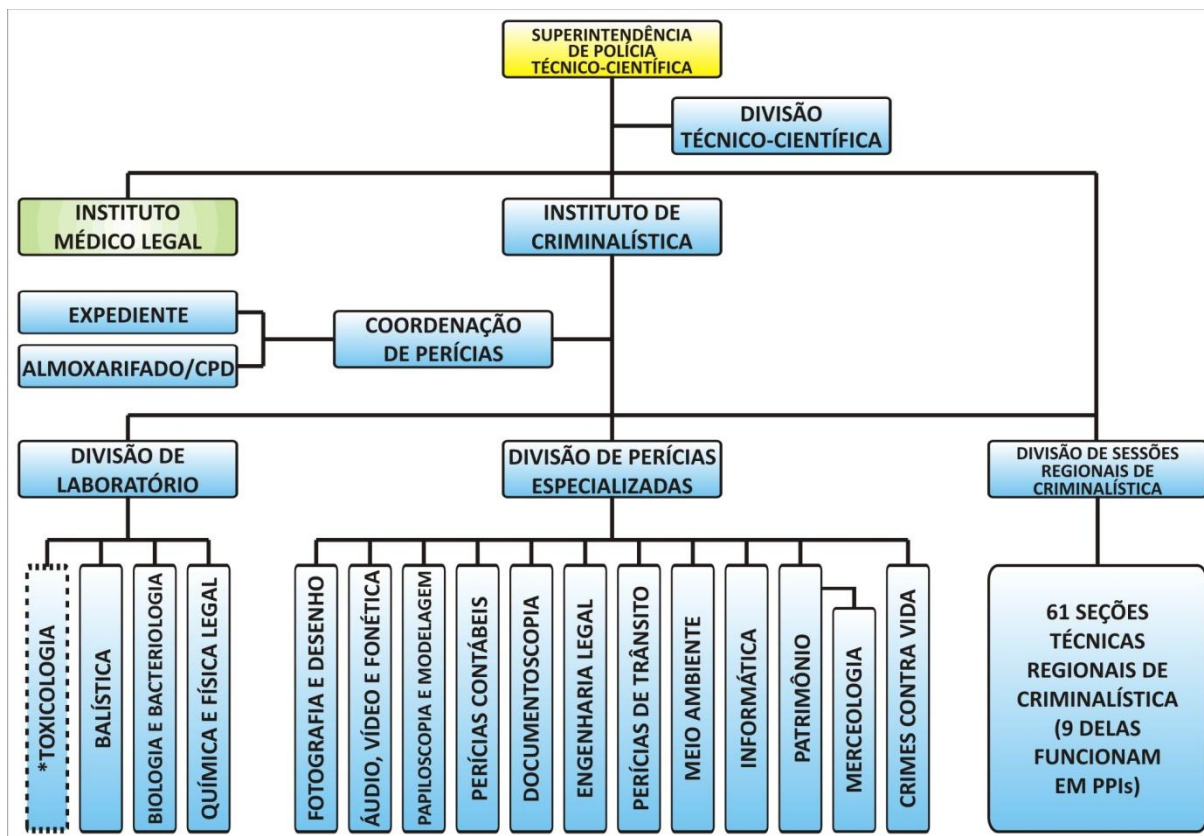 SUPERINTENDÊNCIA
DE POLÍCIA
TÉCNICO-CIENTÍFICA
DIVISÃO
TÉCNICO-CIENTÍFICA
INSTITUTO
MÉDICO LEGAL
INSTITUTO DE
CRIMINALÍSTICA
EXPEDIENTE
ALMOXARIFADO/CPD
COORDENAÇÃO
DE PERÍCIAS
DIVISÃO DE
LABORATÓRIO
DIVISÃO DE PERÍCIAS
ESPECIALIZADAS
DIVISÃO DE SESSÕES
REGIONAIS DE
CRIMINALÍSTICA
*TOXICOLOGIA
BALÍSTICA
BIOLOGIA E BACTERIOLOGIA
QUÍMICA E FÍSICA LEGAL
FOTOGRAFIA E DESENHO
ÁUDIO, VÍDEO E FONÉTICA
PAPILOSCOPIA E MODELAGEM
PERÍCIAS CONTÁBEIS
DOCUMENTOSCOPIA
ENGENHARIA LEGAL
PERÍCIAS DE TRÂNSITO
MEIO AMBIENTE
INFORMÁTICA
PATRIMÔNIO
MERCEOLOGIA
CRIMES CONTRA VIDA
61 SEÇÕES
TÉCNICAS
REGIONAIS DE
CRIMINALÍSTICA
(9 DELAS
FUNCIONAM
EM PPIs)